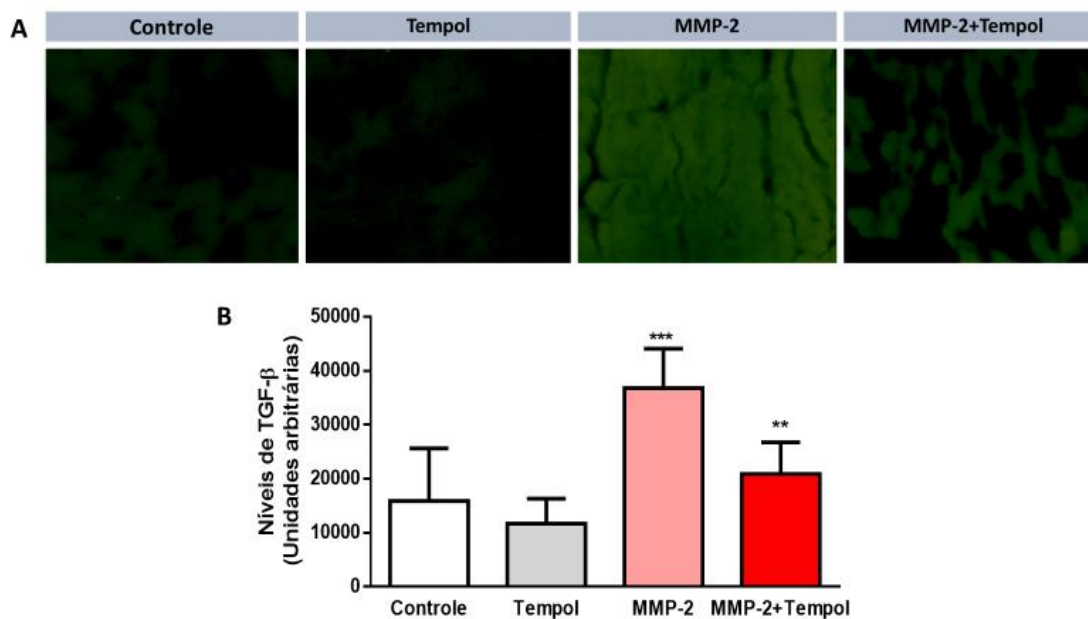 A
Controle
Tempol
MMP-2
MMP-2+Tempol
B
Níveis de TGF-β
(Unidades arbitrárias)
50000
40000
30000
20000
10000
0
***
**
Controle
Tempol
MMP-2
MMP-2+Tempol